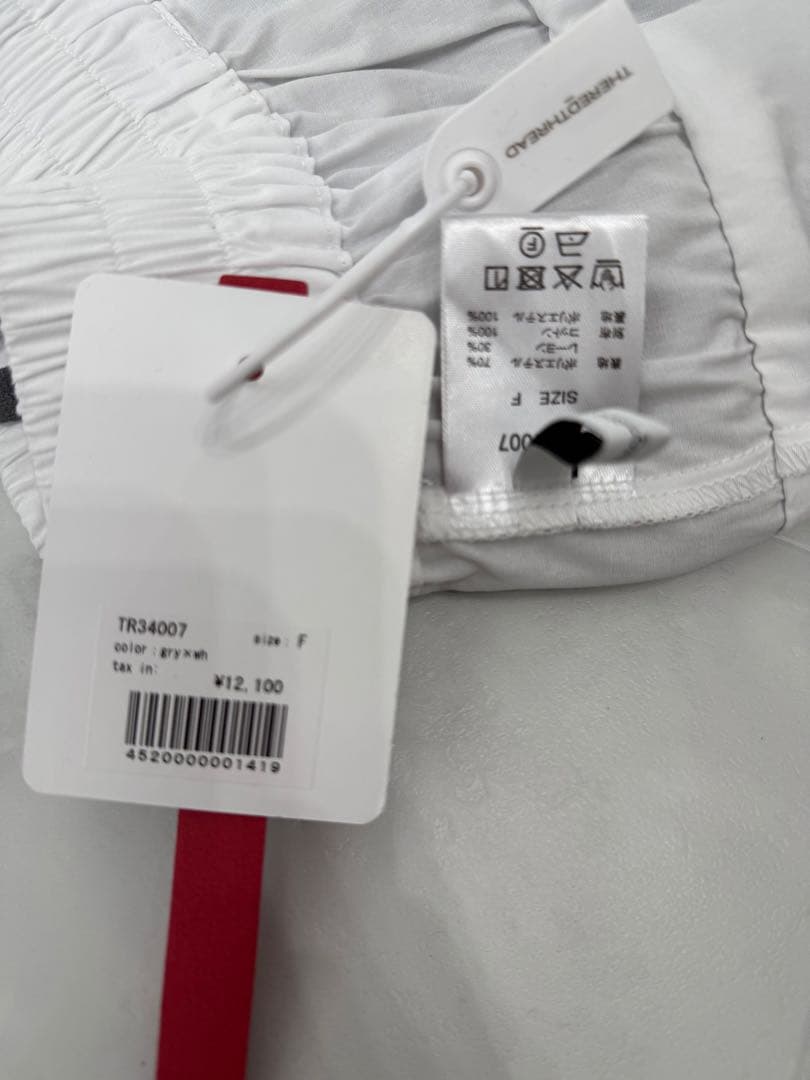 THEREDTHREAD
007
SIZE F
表地 ポリエステル 70%
レーヨン 30%
別布 コットン 100%
裏地 ポリエステル 100%
F
TR34007
size: F
color:gry×wh
tax in:
¥12,100
4520000001419